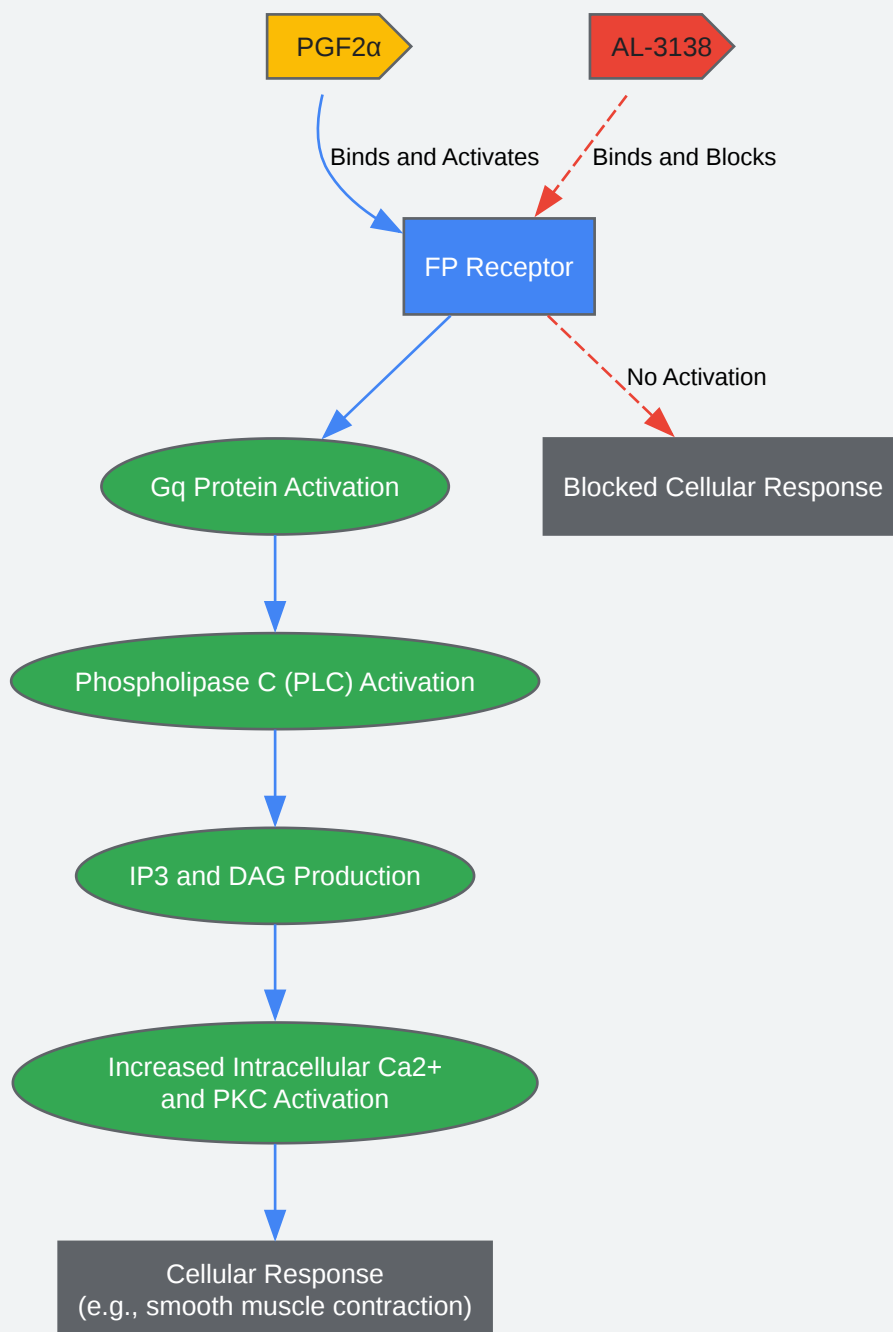 PGF2α
AL-3138
Binds and Activates
Binds and Blocks
FP Receptor
No Activation
Gq Protein Activation
Blocked Cellular Response
Phospholipase C (PLC) Activation
IP3 and DAG Production
Increased Intracellular Ca2+
and PKC Activation
Cellular Response
(e.g., smooth muscle contraction)